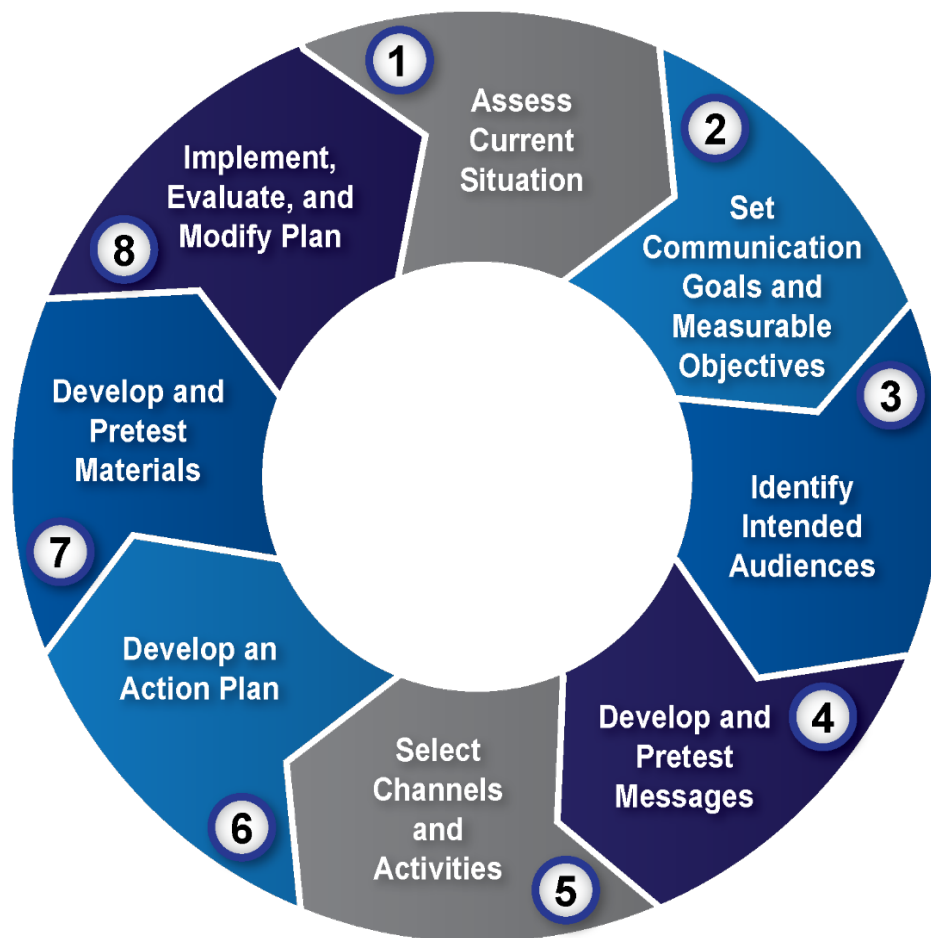 1
Assess
Current
Situation
2
Set
Communication
Goals and
Measurable
Objectives
3
Identify
Intended
Audiences
4
Develop and
Pretest
Messages
5
Select
Channels
and
Activities
6
Develop an
Action Plan
7
Develop and
Pretest
Materials
8
Implement,
Evaluate, and
Modify Plan